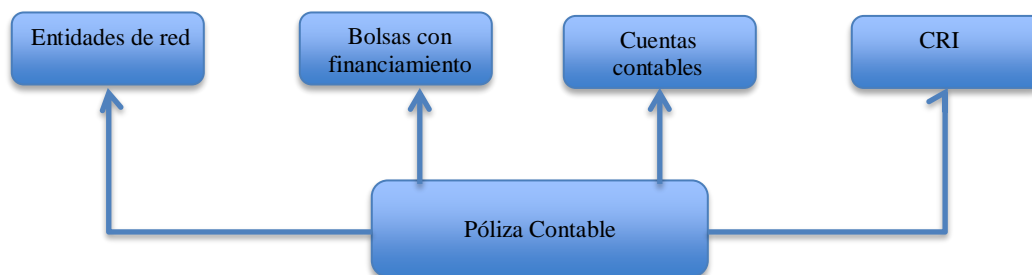 Entidades de red
Bolsas con
financiamiento
Cuentas
contables
CRI
Póliza Contable